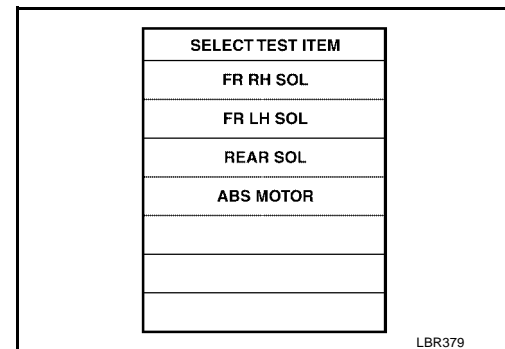 SELECT TEST ITEM
FR RH SOL
FR LH SOL
REAR SOL
ABS MOTOR
LBR379